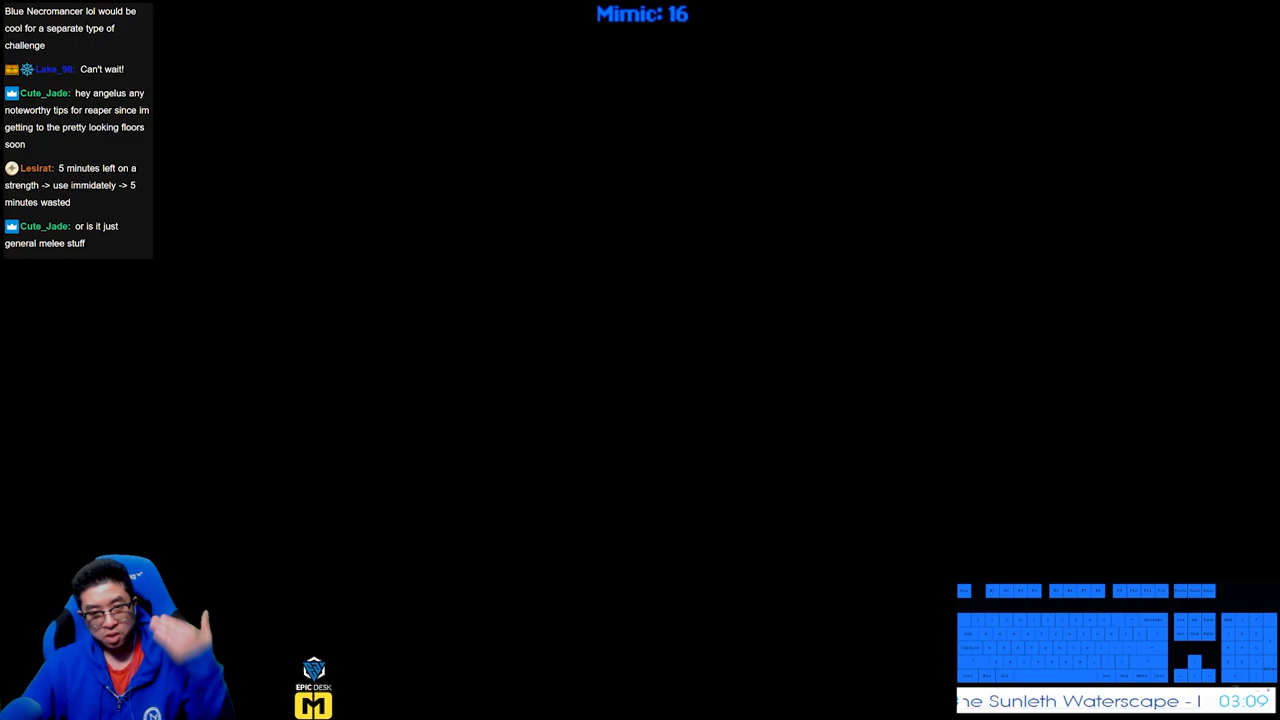 Blue Necromancer lol would be
cool for a separate type of
challenge
Lake_98: Can't wait!
Cute_Jade: hey angelus any
noteworthy tips for reaper since im
getting to the pretty looking floors
soon
Lesirat: 5 minutes left on a
strength -> use immidately -> 5
minutes wasted
Cute_Jade: or is it just
general melee stuff
Mimic: 16
EPIC DESK
M
he Sunleth Waterscape - 
03:09